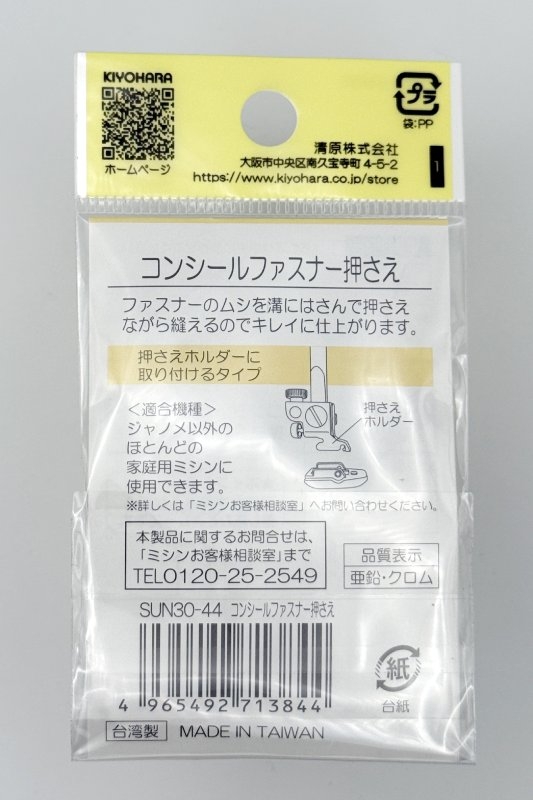 KIYOHARA
ホームページ
プラ
袋:PP
清原株式会社
大阪市中央区南久宝寺町 4-5-2
https://www.kiyohara.co.jp/store
1
コンシールファスナー押さえ
ファスナーのムシを溝にはさんで押さえ
ながら縫えるのでキレイに仕上がります。
押さえホルダーに
取り付けるタイプ
<適合機種>
ジャノメ以外の
ほとんどの
家庭用ミシンに
使用できます。
押さえ
ホルダー
※詳しくは「ミシンお客様相談室」へお問い合わせください。
本製品に関するお問合せは、
「ミシンお客様相談室」まで
TEL0120-25-2549
品質表示
亜鉛・クロム
SUN30-44 コンシールファスナー押さえ
4 965492 713844
紙
台紙
台湾製 MADE IN TAIWAN